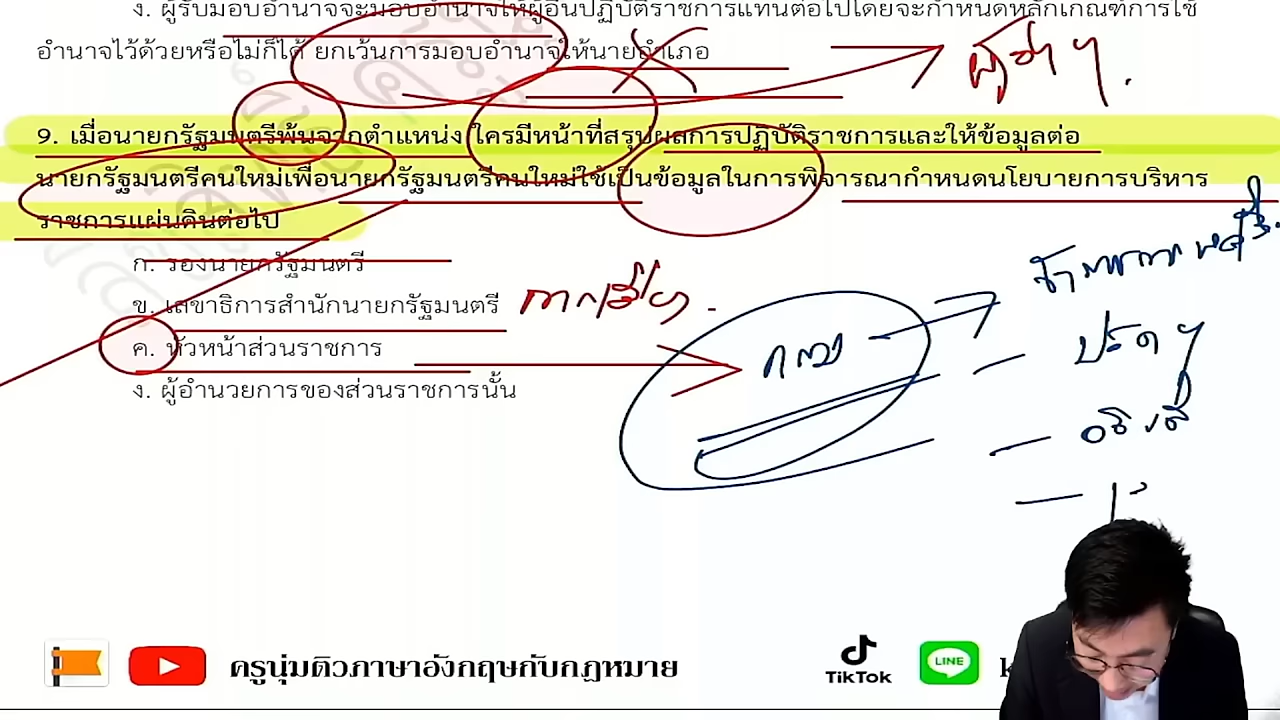 ง. ผู้รับมอบอำนาจจะมอบอำนาจให้ผู้อื่นปฏิบัติราชการแทนต่อไปโดยจะกำหนดหลักเกณฑ์การใช้
อำนาจไว้ด้วยหรือไม่ก็ได้ ยกเว้นการมอบอำนาจให้นายอำเภอ
9. เมื่อนายกรัฐมนตรีพ้นจากตำแหน่ง ใครมีหน้าที่สรุปผลการปฏิบัติราชการและให้ข้อมูลต่อ
นายกรัฐมนตรีคนใหม่เพื่อนายกรัฐมนตรีคนใหม่ใช้เป็นข้อมูลในการพิจารณากำหนดนโยบายการบริหาร
ราชการแผ่นดินต่อไป
ก. รองนายกรัฐมนตรี
ข. เลขาธิการสำนักนายกรัฐมนตรี
ค. หัวหน้าส่วนราชการ
ง. ผู้อำนวยการของส่วนราชการนั้น
ปลัดฯ
อธิบดี
ครูนุ่มติวภาษาอังกฤษกับกฎหมาย
TikTok
LINE